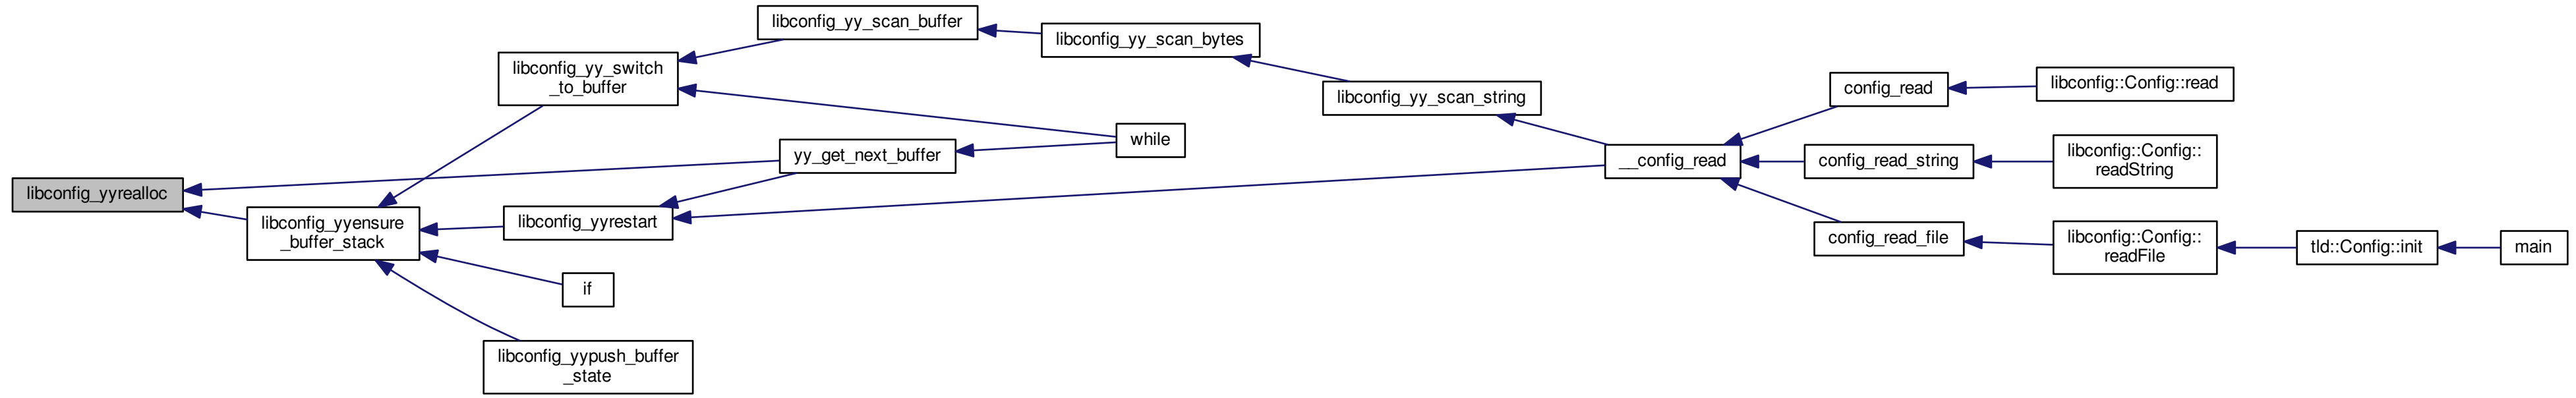 libconfig_yyrealloc
libconfig_yyensure
_buffer_stack
libconfig_yy_switch
_to_buffer
libconfig_yyrestart
if
libconfig_yypush_buffer
_state
libconfig_yy_scan_buffer
yy_get_next_buffer
libconfig_yy_scan_bytes
while
libconfig_yy_scan_string
__config_read
config_read
config_read_string
config_read_file
libconfig::Config::read
libconfig::Config::
readString
libconfig::Config::
readFile
tld::Config::init
main